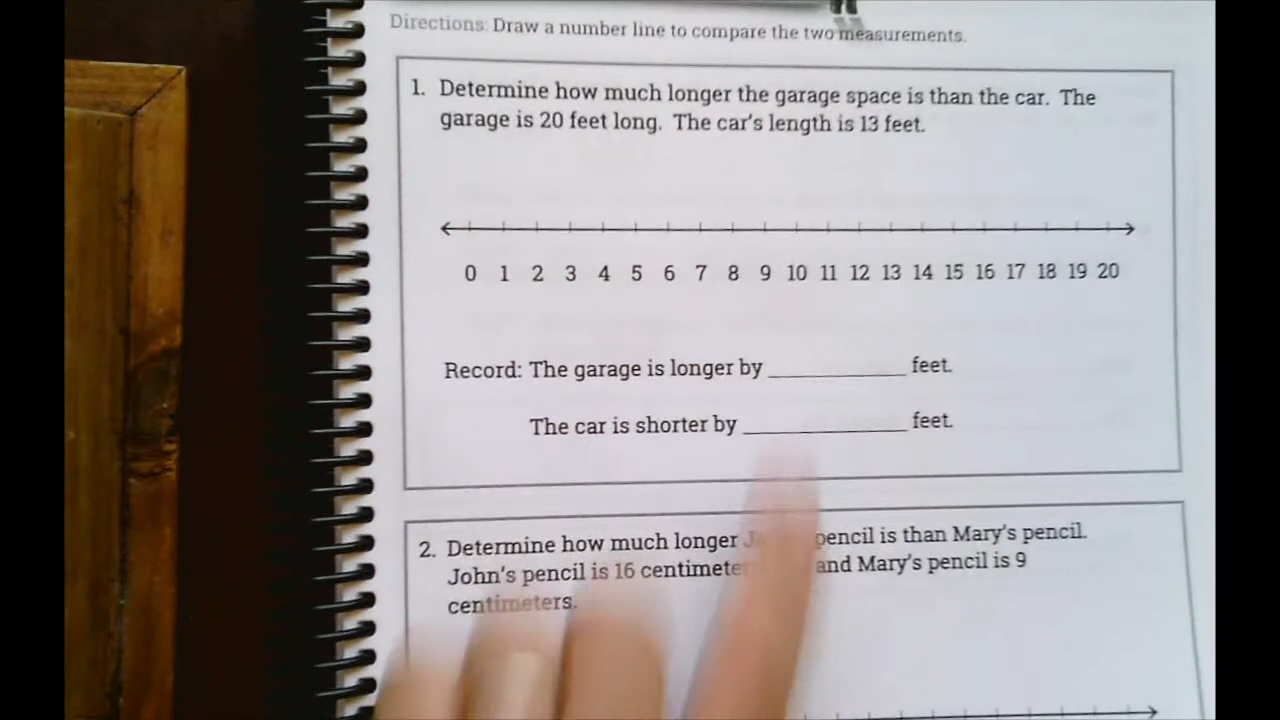 Directions: Draw a number line to compare the two measurements.
1. Determine how much longer the garage space is than the car. The
garage is 20 feet long. The car's length is 13 feet.
0 1 2 3 4 5 6 7 8 9 10 11 12 13 14 15 16 17 18 19 20
Record: The garage is longer by ____________ feet.
The car is shorter by ______________ feet.
2. Determine how much longer pencil is than Mary's pencil.
John's pencil is 16 and Mary's pencil is 9
centimeters.